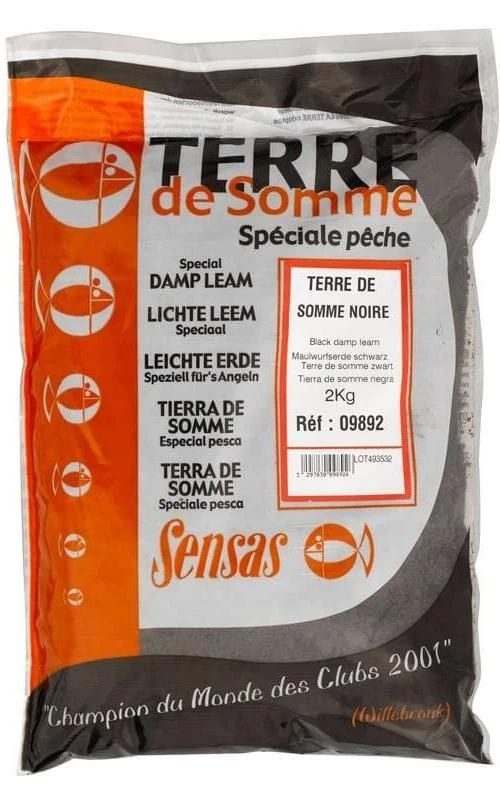 TERRE
de Somme
Spéciale pêche
Special
DAMP LEAM
LICHTE LEEM
Speciaal
LEICHTE ERDE
Speziell für's Angeln
TIERRA DE
SOMME
Especial pesca
TERRA DE
SOMME
Speciale pesca
TERRE DE
SOMME NOIRE
Black damp leam
Maulwurfserde schwarz
Terre de somme zwart
Tierra de somme negra
2Kg
Réf : 09892
LOT493532
Sensas
"Champion du Monde des Clubs 2001"
(Willebroek)